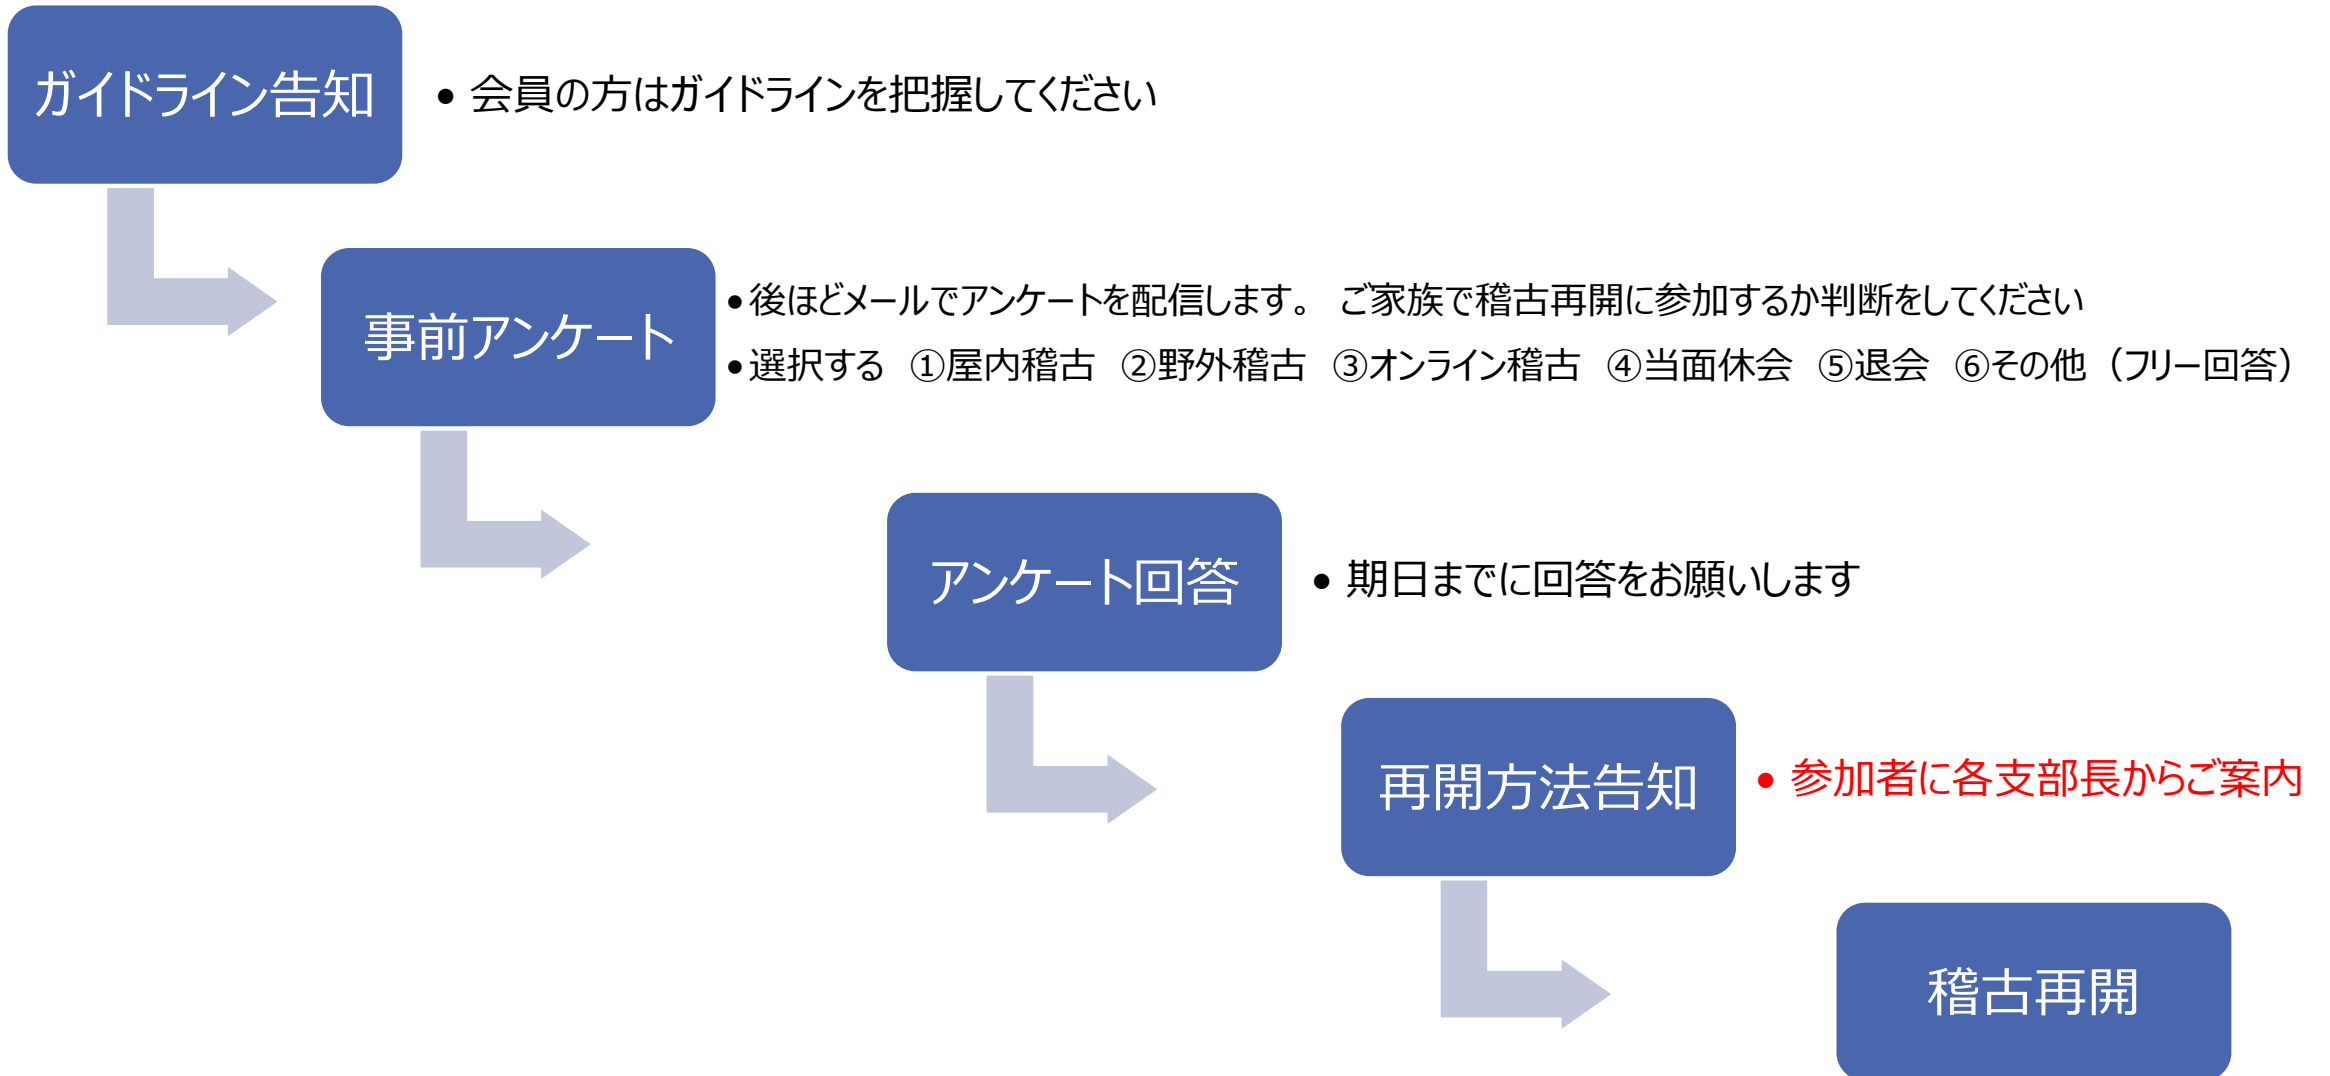 ガイドライン告知
• 会員の方はガイドラインを把握してください
事前アンケート
•後ほどメールでアンケートを配信します。 ご家族で稽古再開に参加するか判断をしてください
•選択する ①屋内稽古 ②野外稽古 ③オンライン稽古 ④当面休会 ⑤退会 ⑥その他（フリー回答）
アンケート回答
• 期日までに回答をお願いします
再開方法告知
• 参加者に各支部長からご案内
稽古再開